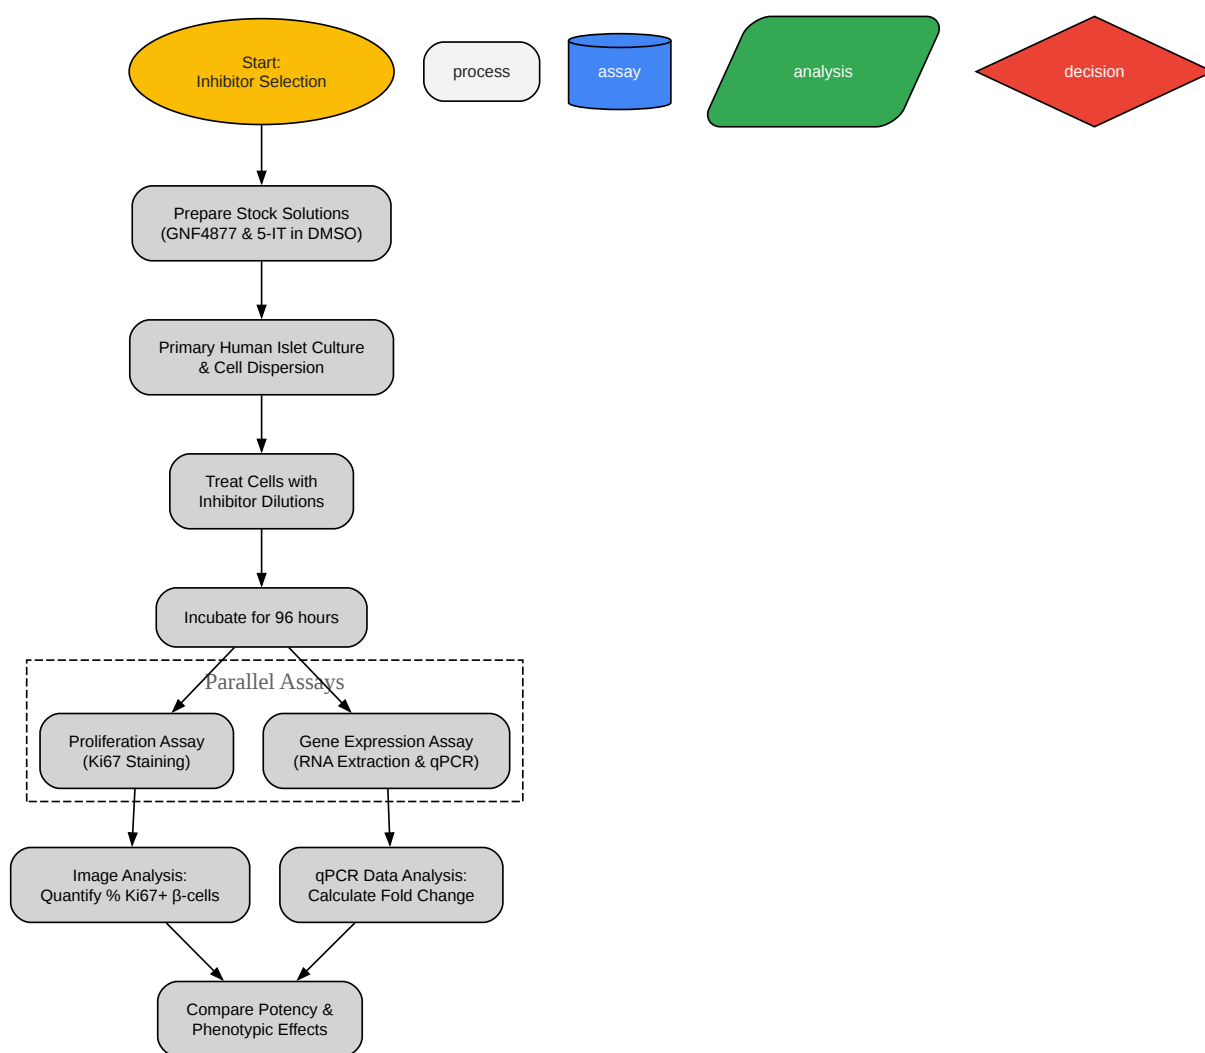 Start:
Inhibitor Selection
process
assay
analysis
decision
Prepare Stock Solutions
(GNF4877 & 5-IT in DMSO)
Primary Human Islet Culture
& Cell Dispersion
Treat Cells with
Inhibitor Dilutions
Incubate for 96 hours
Parallel Assays
Proliferation Assay
(Ki67 Staining)
Gene Expression Assay
(RNA Extraction & qPCR)
Image Analysis:
Quantify % Ki67+ β-cells
qPCR Data Analysis:
Calculate Fold Change
Compare Potency &
Phenotypic Effects